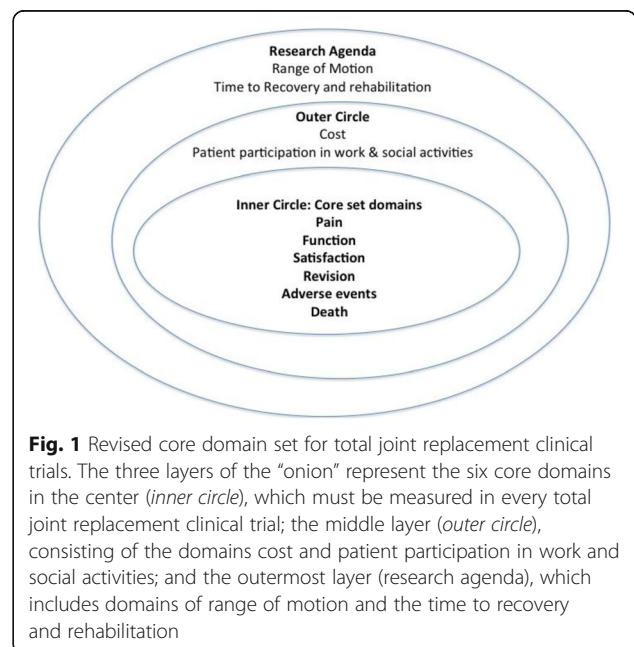 Research Agenda
Range of Motion
Time to Recovery and rehabilitation
Outer Circle
Cost
Patient participation in work & social activities
Inner Circle: Core set domains
Pain
Function
Satisfaction
Revision
Adverse events
Death
Fig. 1 Revised core domain set for total joint replacement clinical
trials. The three layers of the “onion” represent the six core domains
in the center (inner circle), which must be measured in every total
joint replacement clinical trial; the middle layer (outer circle),
consisting of the domains cost and patient participation in work and
social activities; and the outermost layer (research agenda), which
includes domains of range of motion and the time to recovery
and rehabilitation